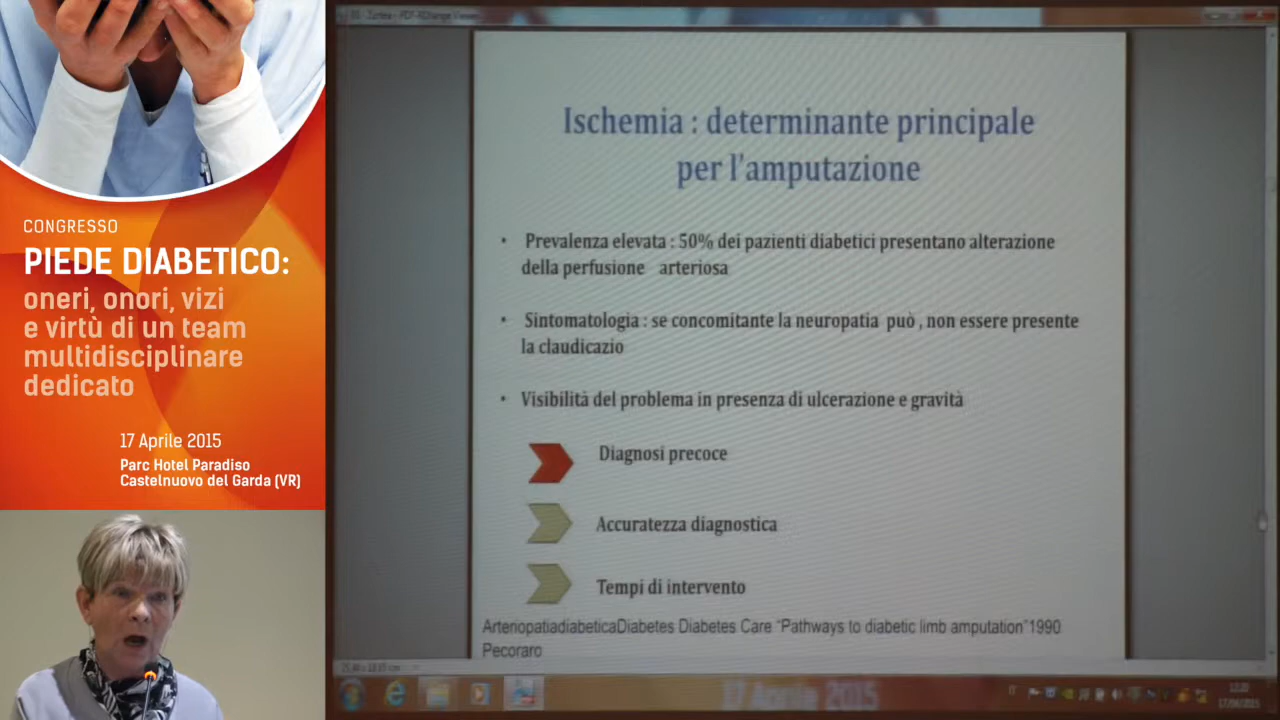 CONGRESSO
PIEDE DIABETICO:
oneri, onori, vizi
e virtù di un team
multidisciplinare
dedicato
17 Aprile 2015
Parc Hotel Paradiso
Castelnuovo del Garda (VR)
Ischemia : determinante principale
per l'amputazione
• Prevalenza elevata : 50% dei pazienti diabetici presentano alterazione
della perfusione arteriosa
• Sintomatologia : se concomitante la neuropatia può , non essere presente
la claudicazio
• Visibilità del problema in presenza di ulcerazione e gravità
Diagnosi precoce
Accuratezza diagnostica
Tempi di intervento
ArteriopatiadiabeticaDiabetes Diabetes Care “Pathways to diabetic limb amputation”1990
Pecoraro
IT
17 Aprile 2015